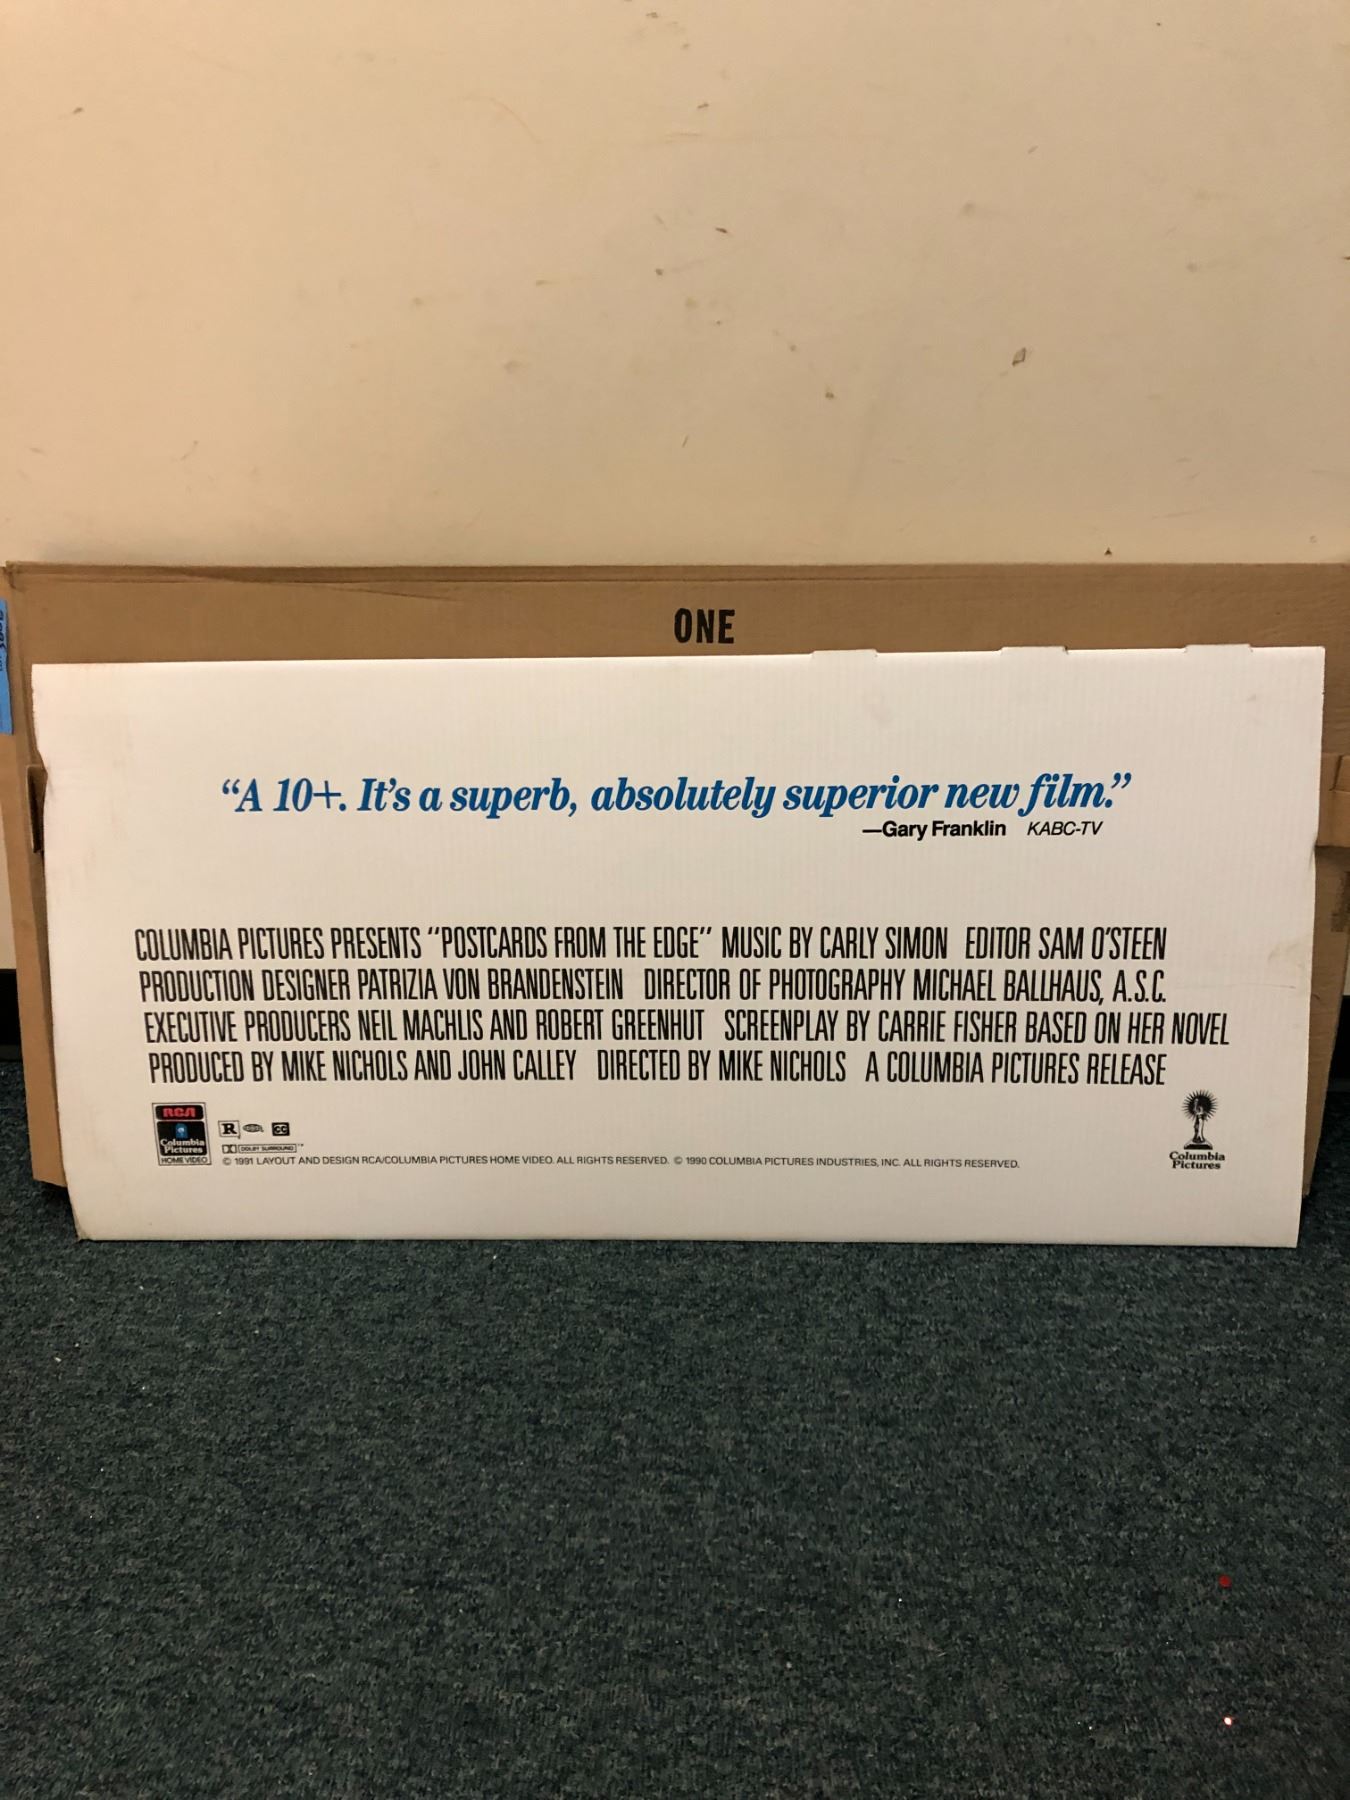 ONE
“A 10+. It’s a superb, absolutely superior new film.”
—Gary Franklin KABC-TV
COLUMBIA PICTURES PRESENTS “POSTCARDS FROM THE EDGE” MUSIC BY CARLY SIMON EDITOR SAM O'STEEN
PRODUCTION DESIGNER PATRIZIA VON BRANDENSTEIN DIRECTOR OF PHOTOGRAPHY MICHAEL BALLHAUS, A.S.C.
EXECUTIVE PRODUCERS NEIL MACHLIS AND ROBERT GREENHUT SCREENPLAY BY CARRIE FISHER BASED ON HER NOVEL
PRODUCED BY MIKE NICHOLS AND JOHN CALLEY DIRECTED BY MIKE NICHOLS A COLUMBIA PICTURES RELEASE
RCA
Columbia
Pictures
HOME VIDEO
R CC
DOLBY SURROUND™
© 1991 LAYOUT AND DESIGN RCA/COLUMBIA PICTURES HOME VIDEO. ALL RIGHTS RESERVED. © 1990 COLUMBIA PICTURES INDUSTRIES, INC. ALL RIGHTS RESERVED.
Columbia
Pictures